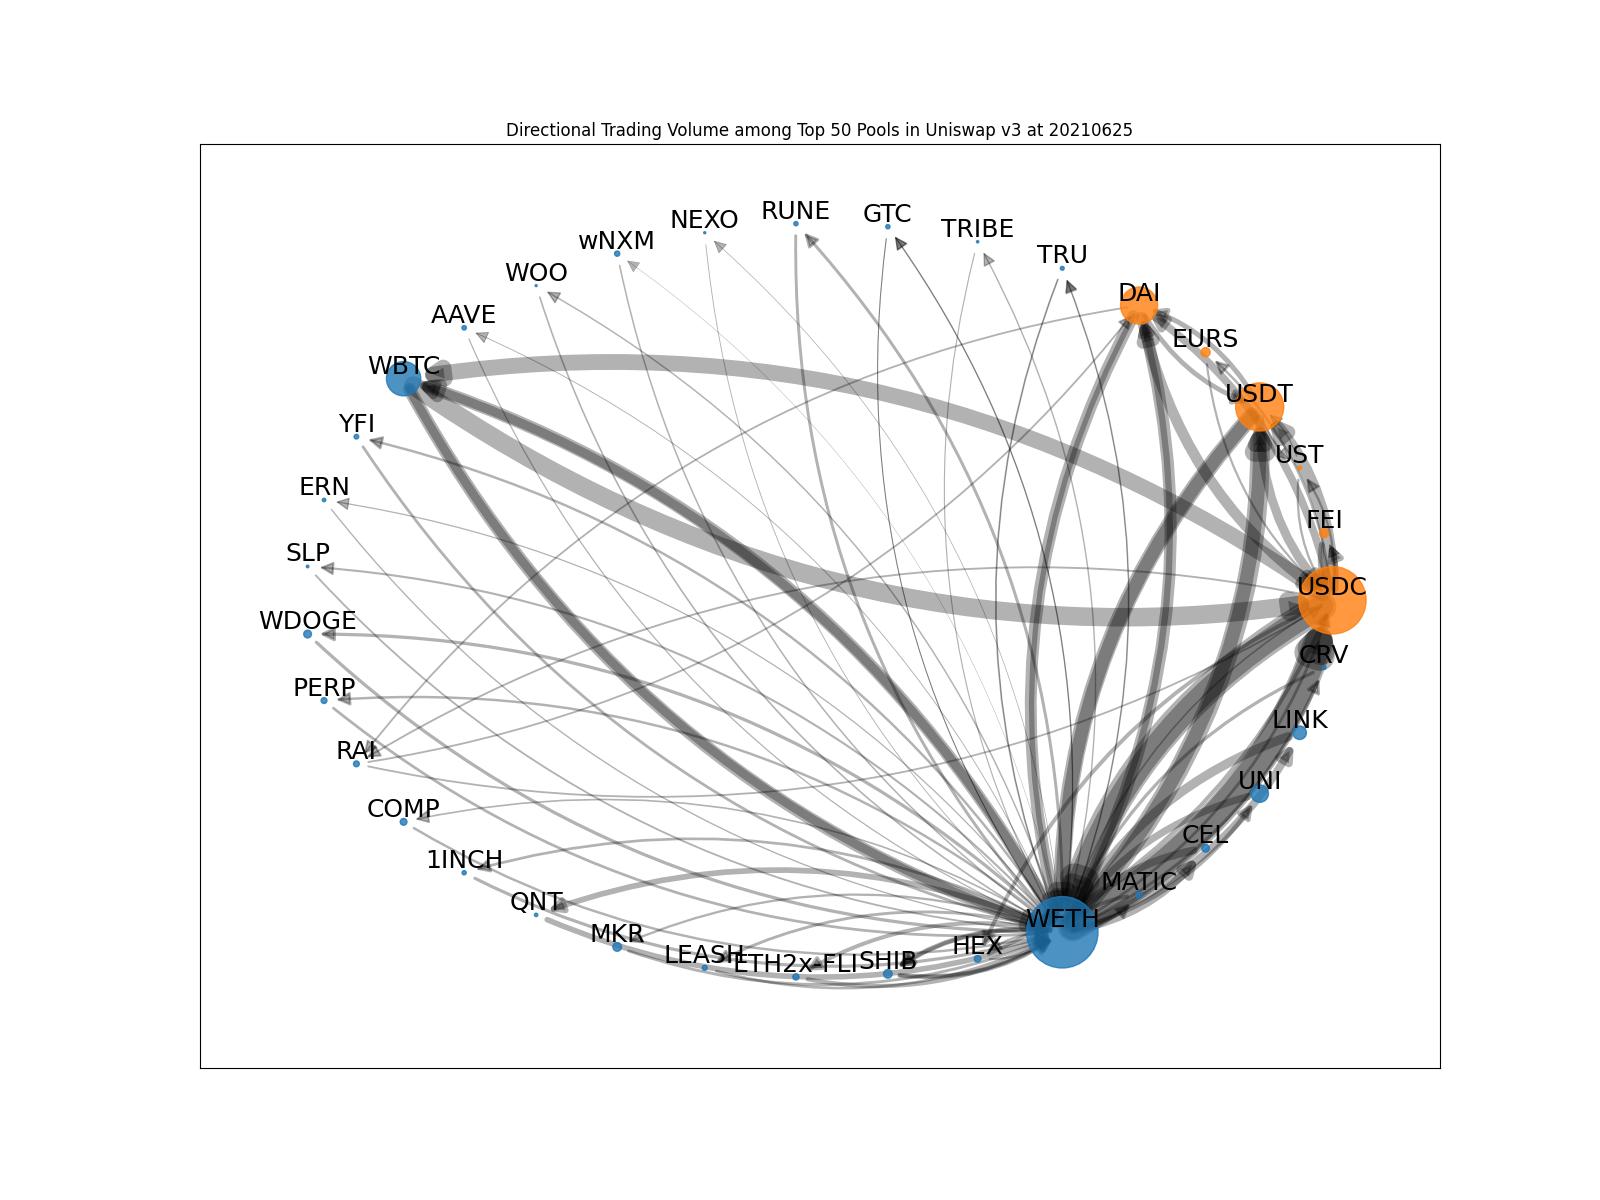 Directional Trading Volume among Top 50 Pools in Uniswap v3 at 20210625
RUNE
GTC
NEXO
TRIBE
wNXM
TRU
WOO
DAI
AAVE
EURS
WBTC
USDT
YFI
UST
ERN
FEI
SLP
USDC
WDOGE
CRV
PERP
LINK
RAI
UNI
COMP
CEL
1INCH
MATIC
QNT
WETH
MKR
HEX
LEASH
ETH2x-FLI
SHIB